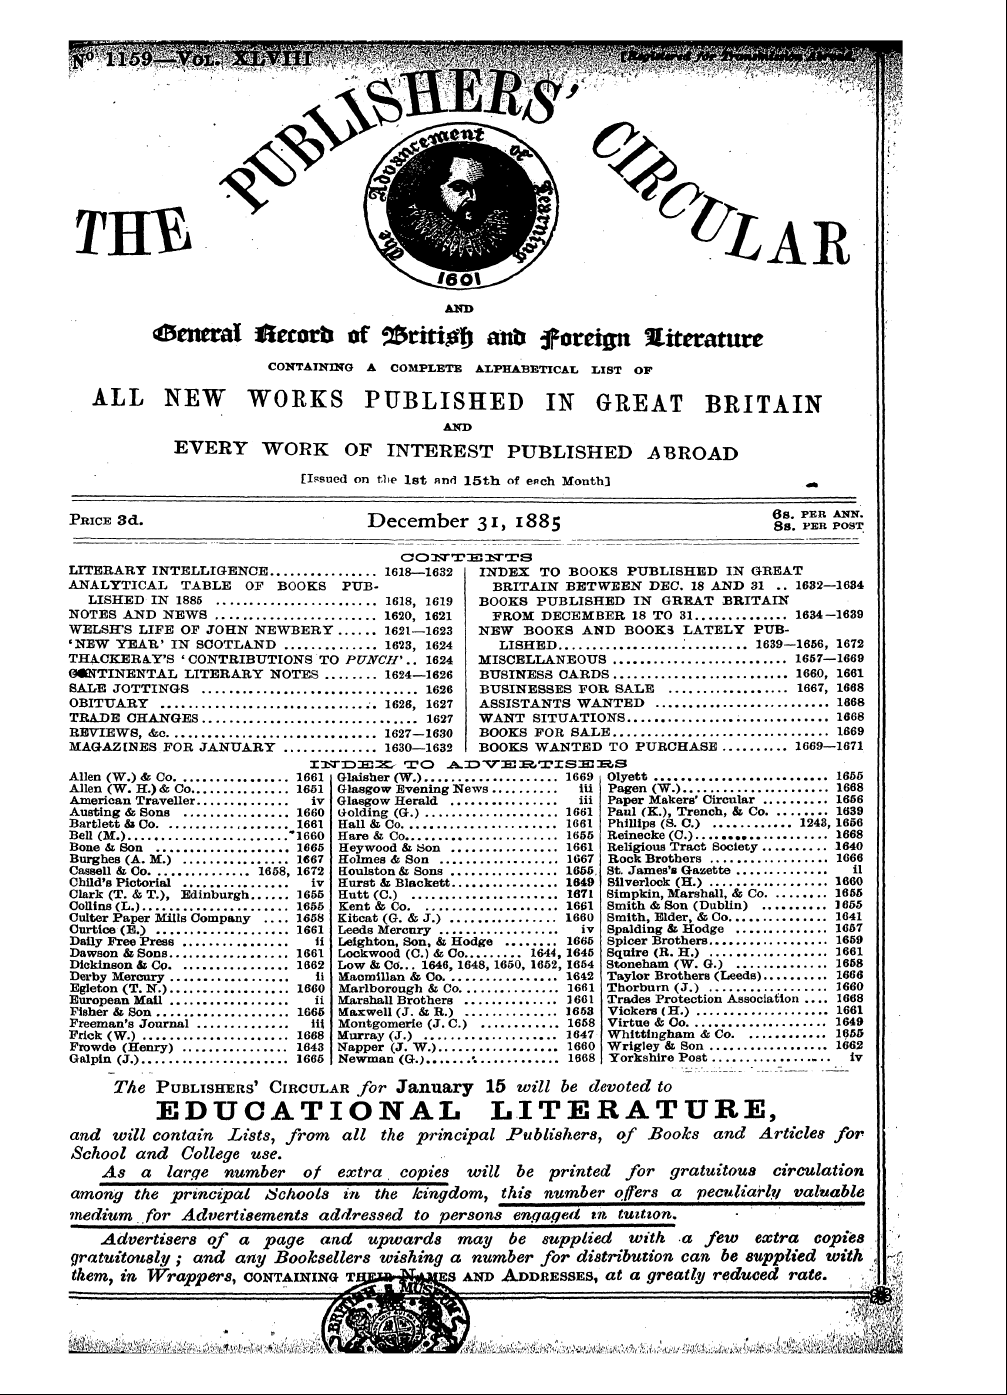 No 1159—VOL. XLVIII
[Registered for Transmission Abroad.
THE PUBLISHERS' CIRCULAR
The Advancement of Learning
1601
AND
General Record of British and Foreign Literature
CONTAINING A COMPLETE ALPHABETICAL LIST OF
ALL NEW WORKS PUBLISHED IN GREAT BRITAIN
AND
EVERY WORK OF INTEREST PUBLISHED ABROAD
[Issued on the 1st and 15th of each Month]
PRICE 3d.
December 31, 1885
6s. PER ANN.
8s. PER POST
CONTENTS
LITERARY INTELLIGENCE............... 1618—1632
ANALYTICAL TABLE OF BOOKS PUB-
LISHED IN 1885 ....................... 1618, 1619
NOTES AND NEWS ....................... 1620, 1621
WELSH'S LIFE OF JOHN NEWBERY ...... 1621—1623
'NEW YEAR' IN SCOTLAND ............. 1623, 1624
THACKERAY'S 'CONTRIBUTIONS TO PUNCH'.. 1624
CONTINENTAL LITERARY NOTES ........ 1624—1626
SALE JOTTINGS ............................... 1626
OBITUARY ................................ 1626, 1627
TRADE CHANGES............................... 1627
REVIEWS, &c.............................. 1627—1630
MAGAZINES FOR JANUARY ............. 1630—1632
INDEX TO BOOKS PUBLISHED IN GREAT
BRITAIN BETWEEN DEC. 18 AND 31 .. 1632—1634
BOOKS PUBLISHED IN GREAT BRITAIN
FROM DECEMBER 18 TO 31............. 1634—1639
NEW BOOKS AND BOOKS LATELY PUB-
LISHED............................... 1639—1656, 1672
MISCELLANEOUS ......................... 1657—1669
BUSINESS CARDS......................... 1660, 1661
BUSINESSES FOR SALE ................. 1667, 1668
ASSISTANTS WANTED ......................... 1668
WANT SITUATIONS............................. 1668
BOOKS FOR SALE............................... 1669
BOOKS WANTED TO PURCHASE ......... 1669—1671
INDEX TO ADVERTISERS
Allen (W.) & Co. ................ 1661
Allen (W. H.) & Co............... 1651
American Traveller.............. iv
Austing & Sons ................. 1660
Bartlett & Co. ................. 1661
Bell (M.)....................... 1660
Bone & Son ..................... 1665
Burghes (A. M.) ................ 1667
Cassell & Co. ............ 1658, 1672
Child's Pictorial .............. iv
Clark (T. & T.), Edinburgh...... 1655
Collins (L.).................... 1655
Culter Paper Mills Company .... 1658
Curtice (E.) ................... 1661
Daily Free Press ............... ii
Dawson & Sons................... 1661
Dickinson & Co. ................ 1662
Derby Mercury .................. ii
Egleton (T. N.)................. 1660
European Mail .................. ii
Fisher & Son ................... 1665
Freeman's Journal .............. iii
Frick (W.) ..................... 1668
Frowde (Henry) ................. 1643
Galpin (J.)..................... 1665
Glaisher (W.)................... 1669
Glasgow Evening News .......... iii
Glasgow Herald ................ iii
Golding (G.) ................... 1661
Hall & Co. ..................... 1661
Hare & Co....................... 1655
Heywood & Son .................. 1661
Holmes & Son ................... 1667
Houlston & Sons ................ 1655
Hurst & Blackett................ 1649
Hutt (C.) ...................... 1671
Kent & Co. ..................... 1661
Kitcat (G. & J.) ............... 1660
Leeds Mercury .................. iv
Leighton, Son, & Hodge ........ 1665
Lockwood (C.) & Co........ 1644, 1645
Low & Co... 1646, 1648, 1650, 1652, 1654
Macmillan & Co. ................ 1642
Marlborough & Co. .............. 1661
Marshall Brothers .............. 1661
Maxwell (J. & R.) .............. 1653
Montgomerie (J. C.) ............ 1658
Murray (J.) .................... 1647
Napper (J. W.).................. 1660
Newman (G.)..................... 1668
Olyett ......................... 1655
Pagen (W.)...................... 1668
Paper Makers' Circular ......... 1656
Paul (K.), Trench, & Co. ....... 1639
Phillips (S. C.) ........... 1243, 1656
Reinecke (C.)................... 1668
Religious Tract Society ........ 1640
Rock Brothers .................. 1666
St. James's Gazette ............ ii
Silverlock (H.) ................ 1660
Simpkin, Marshall, & Co. ....... 1655
Smith & Son (Dublin) .......... 1655
Smith, Elder, & Co.............. 1641
Spalding & Hodge ............... 1657
Spicer Brothers................. 1659
Squire (R. H.) ................. 1661
Stoneham (W. G.) ............... 1658
Taylor Brothers (Leeds)......... 1666
Thorburn (J.) .................. 1660
Trades Protection Association .... 1668
Vickers (H.) ................... 1661
Virtue & Co. ................... 1649
Whittingham & Co. .............. 1655
Wrigley & Son .................. 1662
Yorkshire Post ................. iv
The PUBLISHERS' CIRCULAR for January 15 will be devoted to
EDUCATIONAL LITERATURE,
and will contain Lists, from all the principal Publishers, of Books and Articles for
School and College use.
As a large number of extra copies will be printed for gratuitous circulation
among the principal Schools in the kingdom, this number offers a peculiarly valuable
medium for Advertisements addressed to persons engaged in tuition.
Advertisers of a page and upwards may be supplied with a few extra copies
gratuitously; and any Booksellers wishing a number for distribution can be supplied with
them, in Wrappers, CONTAINING THEIR NAMES AND ADDRESSES, at a greatly reduced rate.
BRITISH MUSEUM